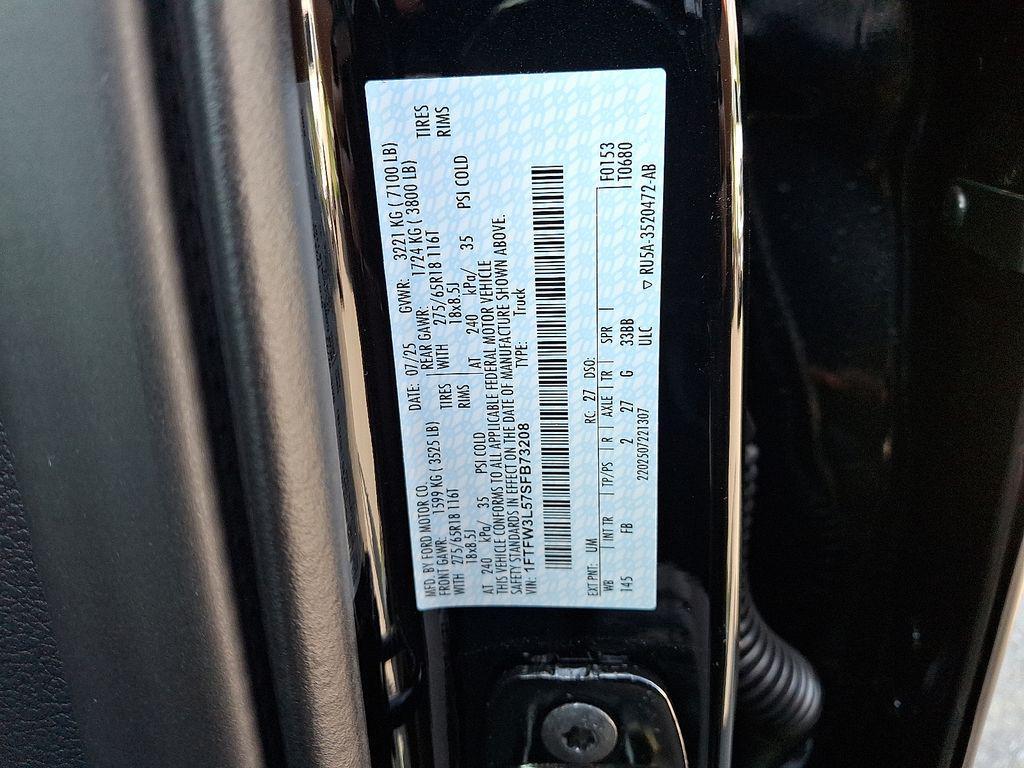 MFD. BY FORD MOTOR CO. DATE: 07/25 GVWR: 3221 KG ( 7100 LB)
FRONT GAWR: 1599 KG (3525 LB) REAR GAWR: 1724 KG ( 3800 LB)
WITH 275/65R18 116T TIRES WITH 275/65R18 116T TIRES
18x8.5J RIMS 18x8.5J RIMS
AT 240 kPa/ 35 PSI COLD AT 240 kPa/ 35 PSI COLD
THIS VEHICLE CONFORMS TO ALL APPLICABLE FEDERAL MOTOR VEHICLE
SAFETY STANDARDS IN EFFECT ON THE DATE OF MANUFACTURE SHOWN ABOVE.
VIN: 1FTFW3L57SFB73208 TYPE: Truck
EXT PNT: UM RC: 27 DSO: F0153
WB INT TR TP/PS R AXLE TR SPR T0680
145 FB 2 27 G 33BB
2202507221307 ULC ▽ RU5A-3520472-AB